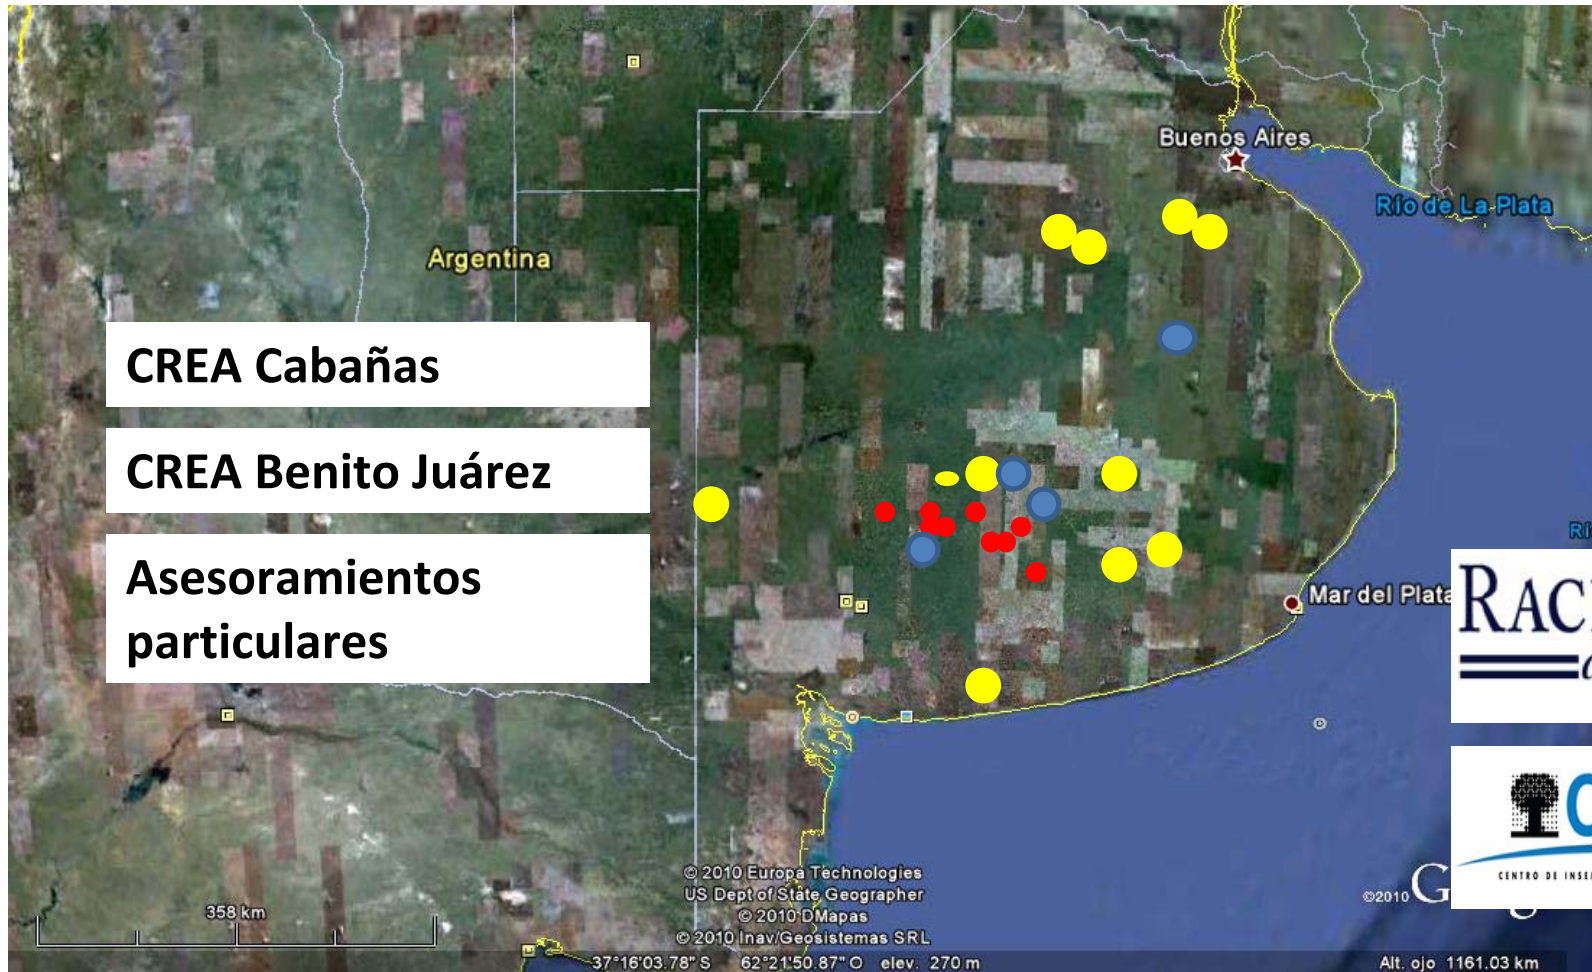 Buenos Aires
Río de La Plata
Argentina
CREA Cabañas
CREA Benito Juárez
Asesoramientos
particulares
Mar del Plata
CENTRO DE
358 km
© 2010 Europa Technologies
US Dept of State Geographer
© 2010 DMapas
© 2010 Inav/Geosistemas SRL
©2010
37°16'03.78" S 62°21'50.87" O elev. 270 m
Alt. ojo 1161.03 km